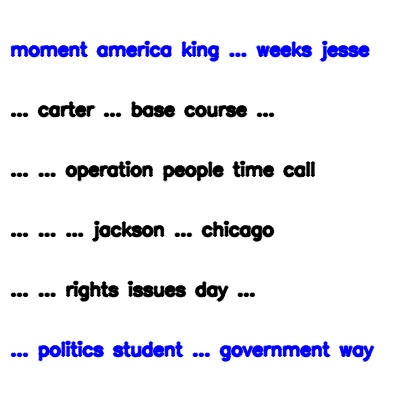 moment america king ... weeks jesse
... carter ... base course ...
... ... operation people time call
... ... ... jackson ... chicago
... ... rights issues day ...
... politics student ... government way